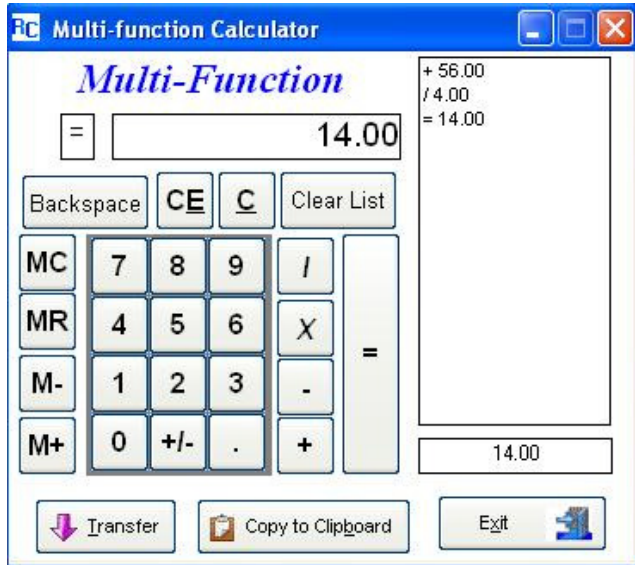 RC Multi-function Calculator
Multi-Function
= 14.00
Backspace CE C Clear List
MC 7 8 9 /
MR 4 5 6 X
M- 1 2 3 -
M+ 0 +/- . +
=
+ 56.00
/ 4.00
= 14.00
14.00
Transfer Copy to Clipboard Exit